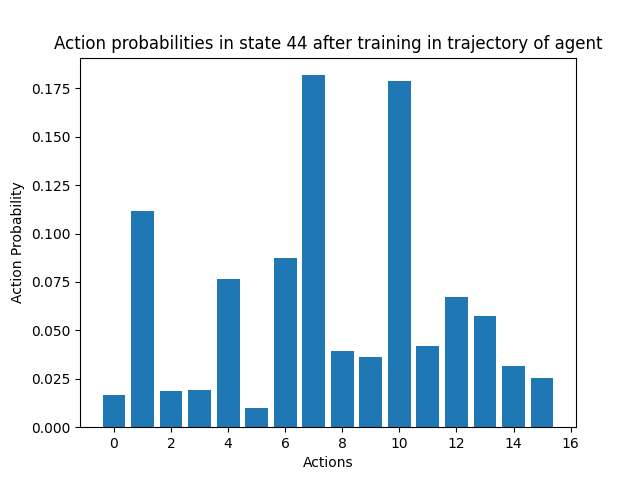 Action probabilities in state 44 after training in trajectory of agent
0.175
0.150
0.125
0.100
0.075
0.050
0.025
0.000
Action Probability
0 2 4 6 8 10 12 14 16
Actions